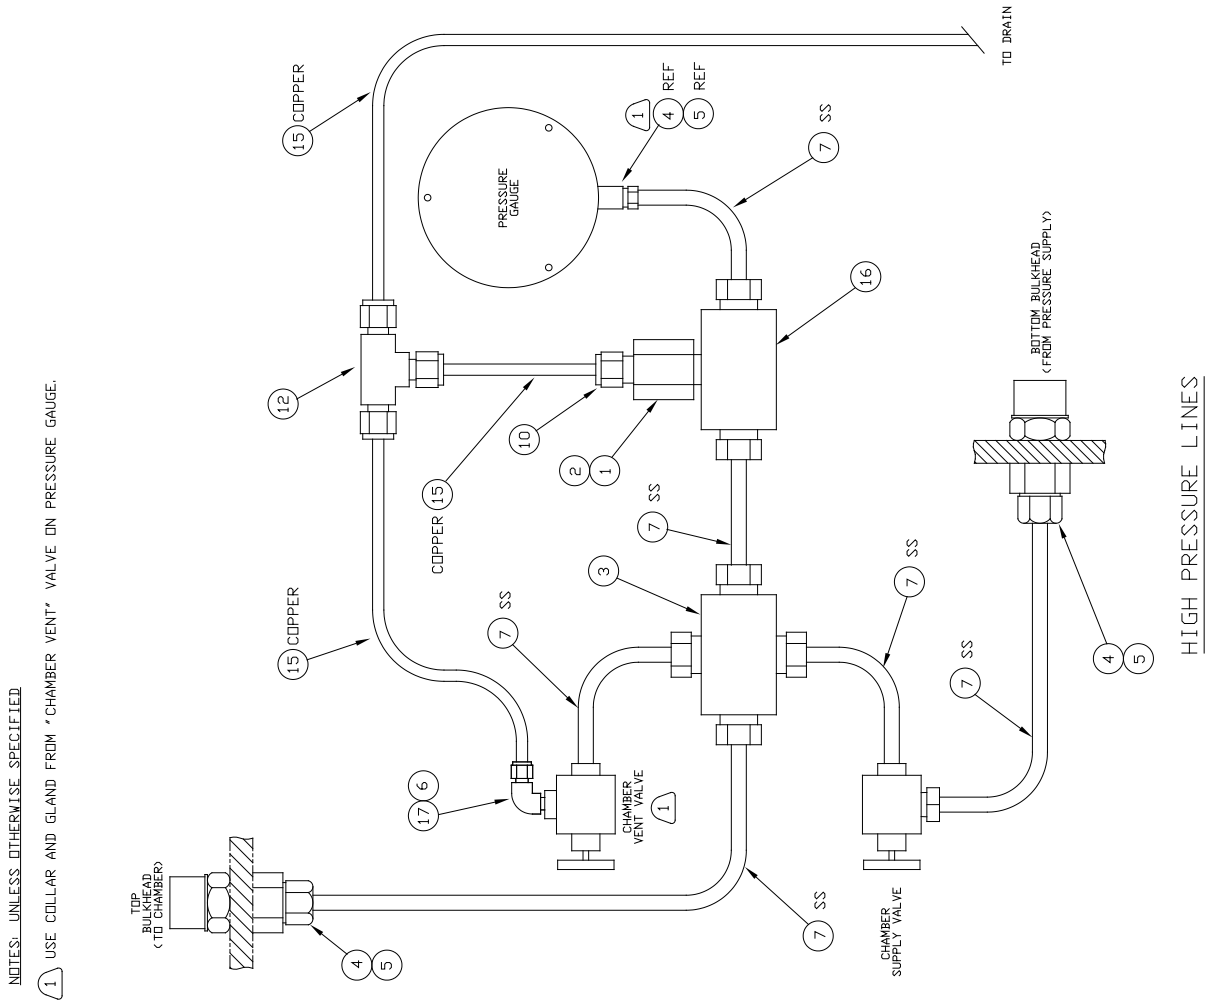 NOTES: UNLESS OTHERWISE SPECIFIED
1 USE COLLAR AND GLAND FROM "CHAMBER VENT" VALVE ON PRESSURE GAUGE.
TOP
BULKHEAD
(TO CHAMBER)
4
5
17 6
15 COPPER
12
15 COPPER
COPPER 15
10
2
1
PRESSURE
GAUGE
1
4 REF
5 REF
7 SS
16
TO DRAIN
7 SS
3
7 SS
CHAMBER
VENT VALVE
1
7 SS
7 SS
CHAMBER
SUPPLY VALVE
7 SS
4
5
BOTTOM BULKHEAD
(FROM PRESSURE SUPPLY)
HIGH PRESSURE LINES